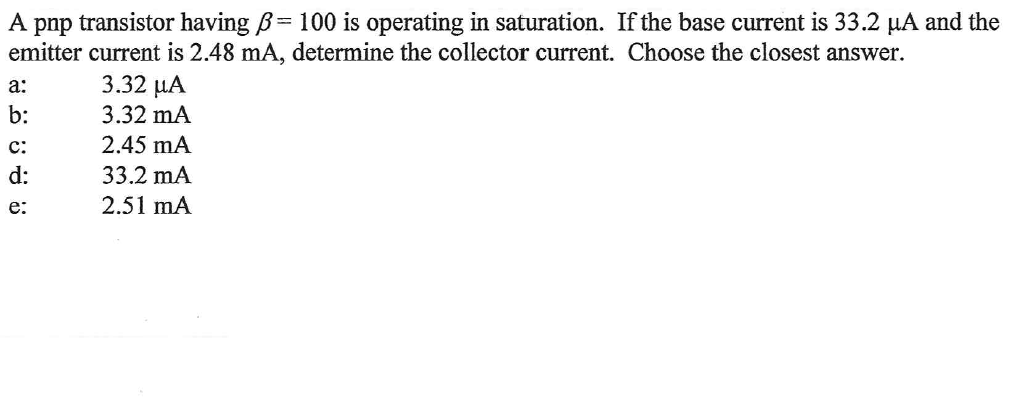 A pnp transistor having β = 100 is operating in saturation. If the base current is 33.2 µA and the
emitter current is 2.48 mA, determine the collector current. Choose the closest answer.
a: 3.32 µA
b: 3.32 mA
c: 2.45 mA
d: 33.2 mA
e: 2.51 mA